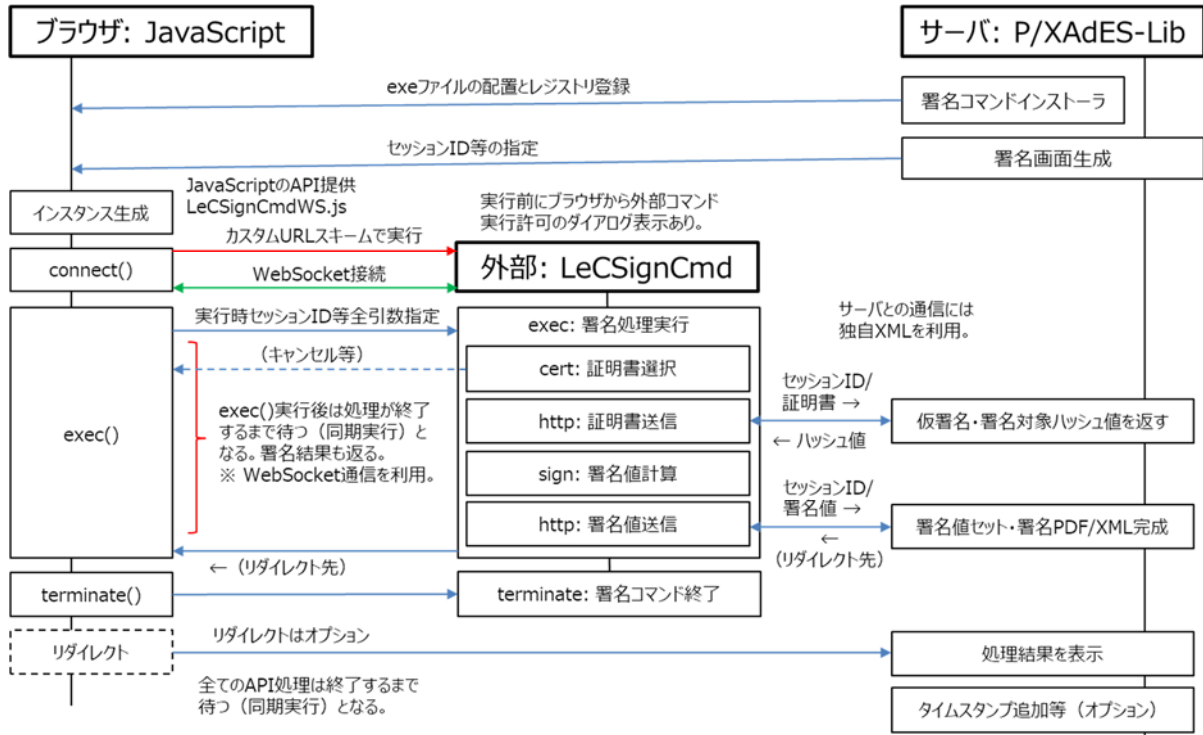 ブラウザ: JavaScript
サーバ: P/XAdES-Lib
exeファイルの配置とレジストリ登録
署名コマンドインストーラ
セッションID等の指定
署名画面生成
インスタンス生成
JavaScriptのAPI提供
LeCSignCmdWS.js
実行前にブラウザから外部コマンド
実行許可のダイアログ表示あり。
カスタムURLスキームで実行
connect()
WebSocket接続
外部: LeCSignCmd
実行時セッションID等全引数指定
exec: 署名処理実行
サーバとの通信には
独自XMLを利用。
(キャンセル等)
cert: 証明書選択
セッションID/
証明書 →
exec()
exec()実行後は処理が終了
するまで待つ（同期実行）と
なる。署名結果も返る。
※ WebSocket通信を利用。
http: 証明書送信
仮署名・署名対象ハッシュ値を返す
← ハッシュ値
sign: 署名値計算
セッションID/
署名値 →
http: 署名値送信
署名値セット・署名PDF/XML完成
←
(リダイレクト先)
← (リダイレクト先)
terminate()
terminate: 署名コマンド終了
リダイレクト
リダイレクトはオプション
処理結果を表示
全てのAPI処理は終了するまで
待つ（同期実行）となる。
タイムスタンプ追加等（オプション）